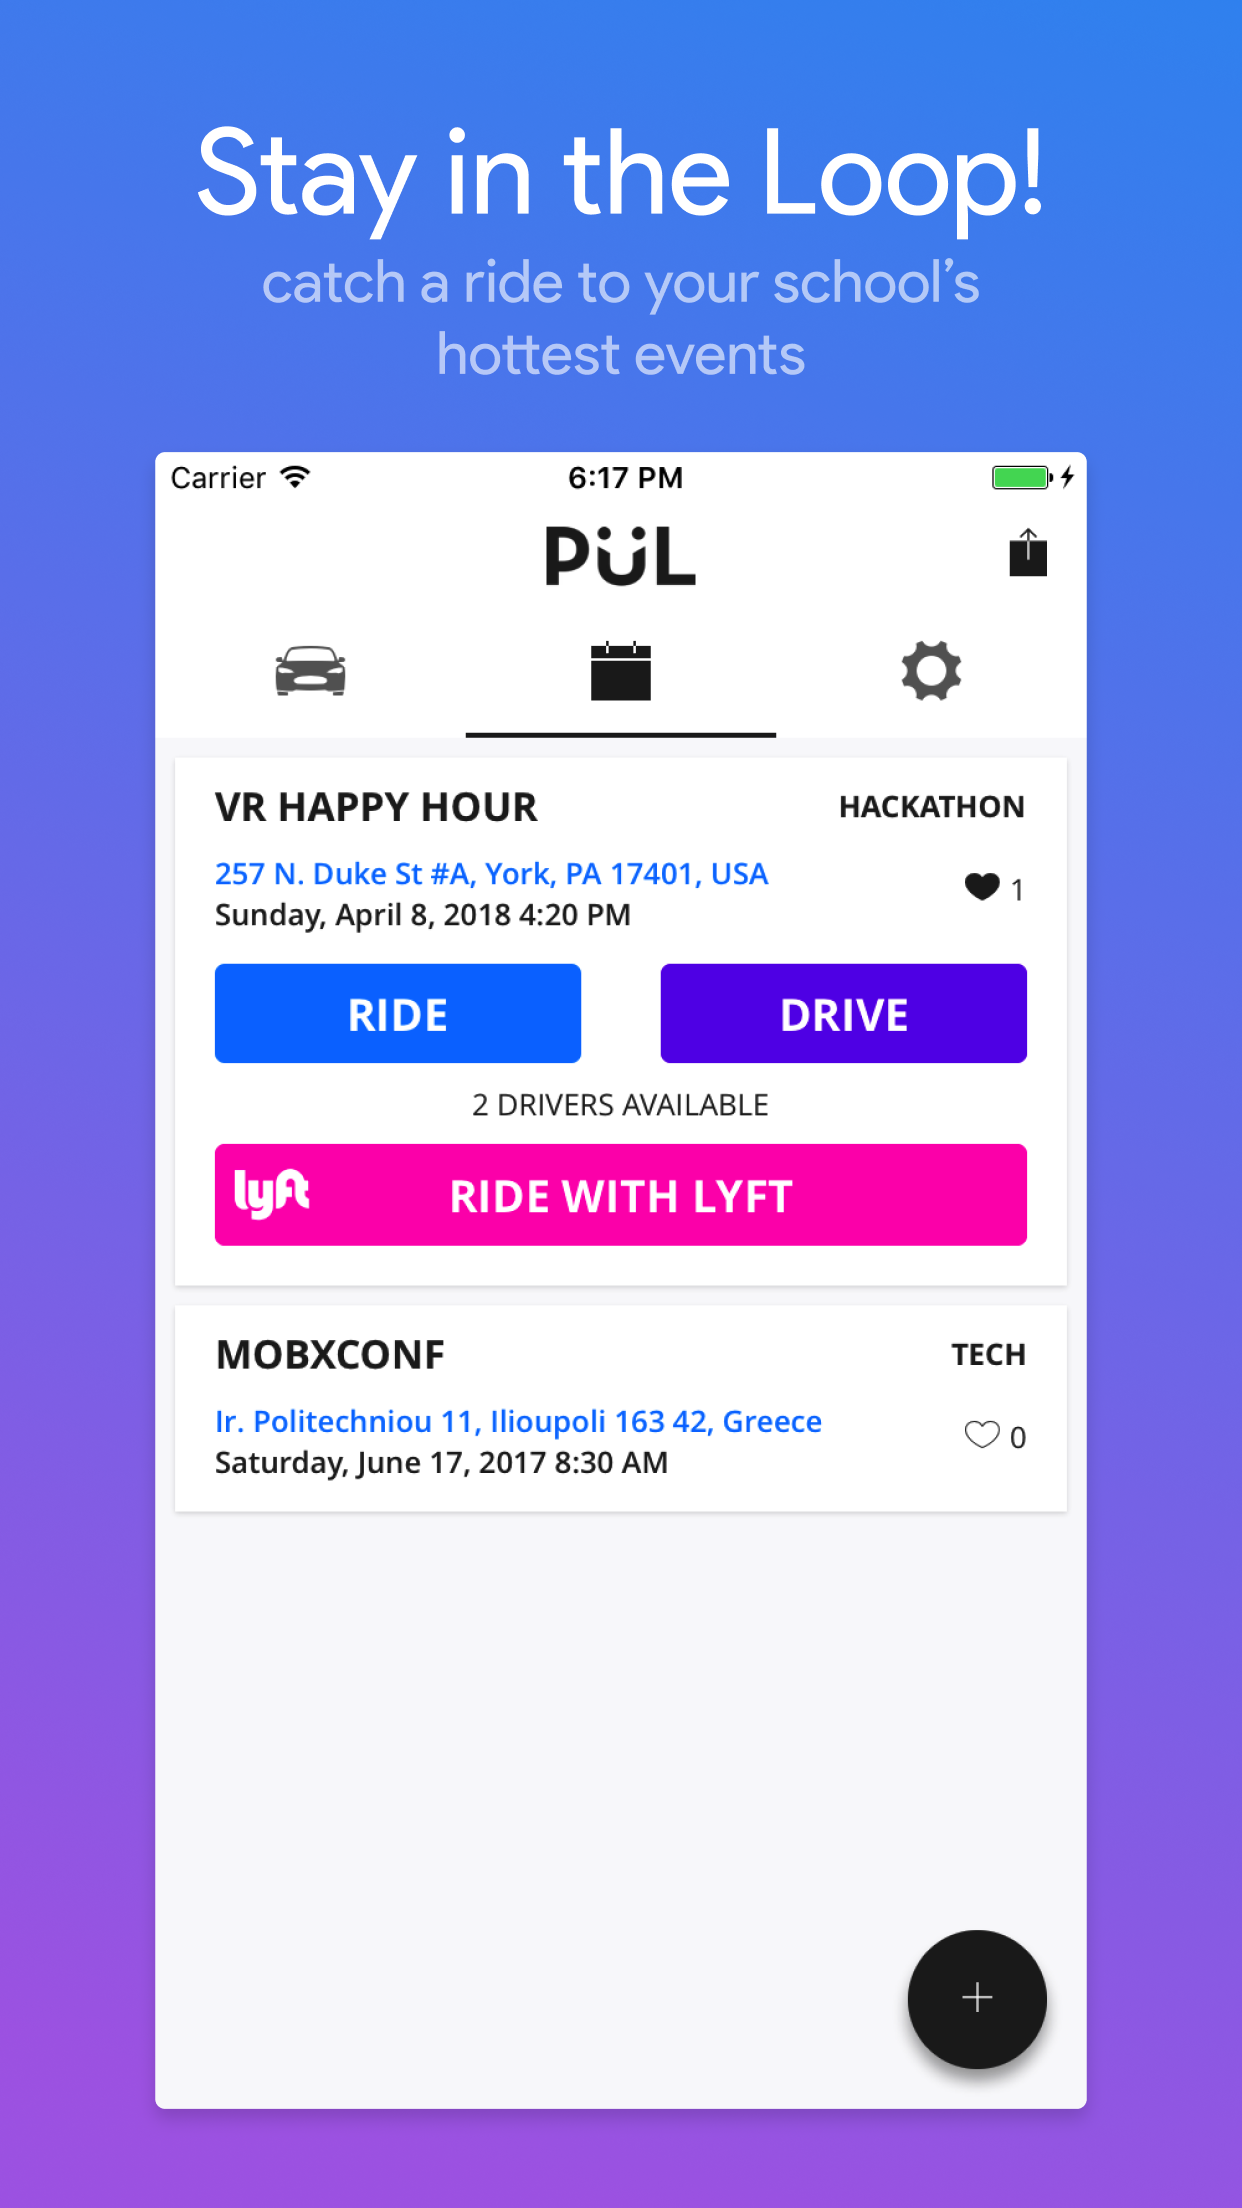 Stay in the Loop!
catch a ride to your school’s
hottest events
Carrier 6:17 PM
PÜL
VR HAPPY HOUR HACKATHON
257 N. Duke St #A, York, PA 17401, USA
1
Sunday, April 8, 2018 4:20 PM
RIDE DRIVE
2 DRIVERS AVAILABLE
lyft RIDE WITH LYFT
MOBXCONF TECH
Ir. Politechniou 11, Ilioupoli 163 42, Greece
0
Saturday, June 17, 2017 8:30 AM
+